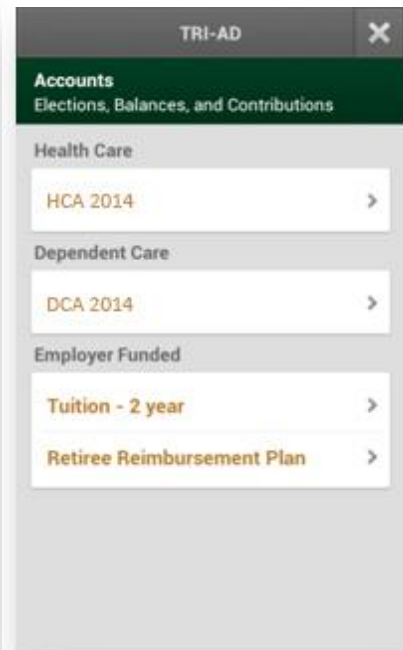 TRI-AD
Accounts
Elections, Balances, and Contributions
Health Care
HCA 2014
Dependent Care
DCA 2014
Employer Funded
Tuition - 2 year
Retiree Reimbursement Plan